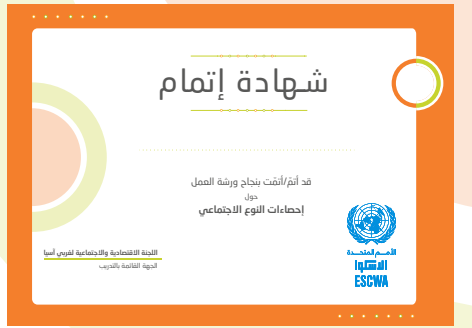 شهادة إتمام
قد أتمّ/أتمّت بنجاح ورشة العمل
حول
إحصاءات النوع الاجتماعي
الأمم المتحدة
الإسكوا
ESCWA
اللجنة الاقتصادية والاجتماعية لغربي آسيا
الجهة القائمة بالتدريب